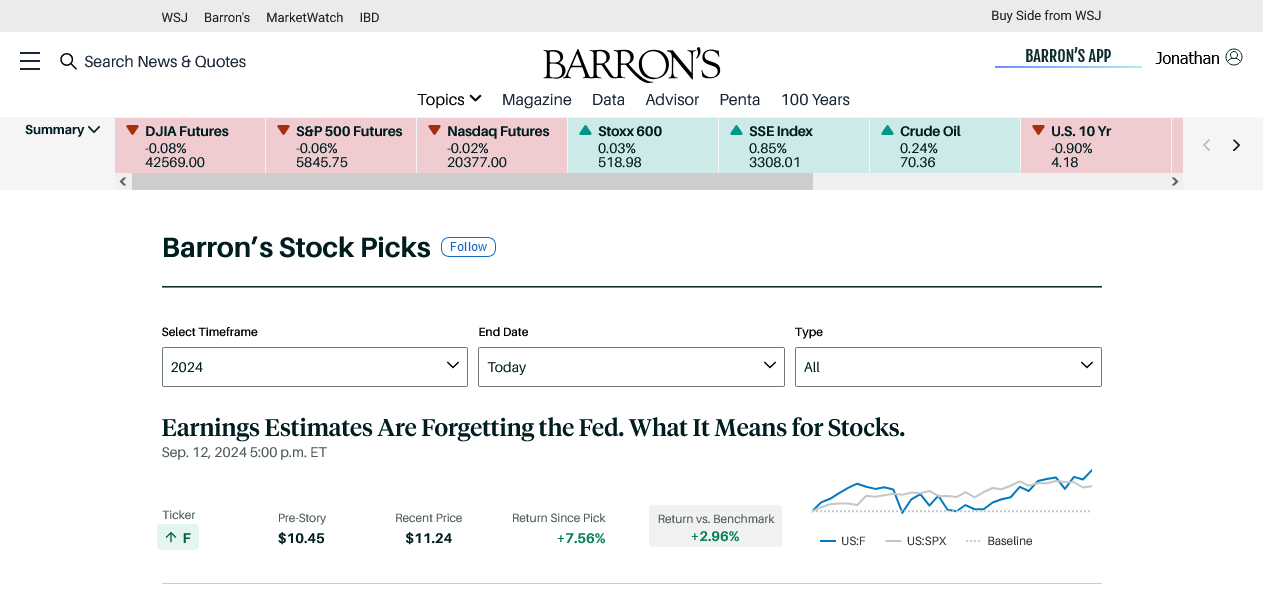 WSJ Barron's MarketWatch IBD Buy Side from WSJ
Search News & Quotes BARRON'S BARRON'S APP Jonathan
Topics Magazine Data Advisor Penta 100 Years
Summary DJIA Futures S&P 500 Futures Nasdaq Futures Stoxx 600 SSE Index Crude Oil U.S. 10 Yr
-0.08% -0.06% -0.02% 0.03% 0.85% 0.24% -0.90%
42569.00 5845.75 20377.00 518.98 3308.01 70.36 4.18
Barron’s Stock Picks Follow
Select Timeframe End Date Type
2024 Today All
Earnings Estimates Are Forgetting the Fed. What It Means for Stocks.
Sep. 12, 2024 5:00 p.m. ET
Ticker Pre-Story Recent Price Return Since Pick Return vs. Benchmark
F $10.45 $11.24 +7.56% +2.96%
US:F US:SPX Baseline